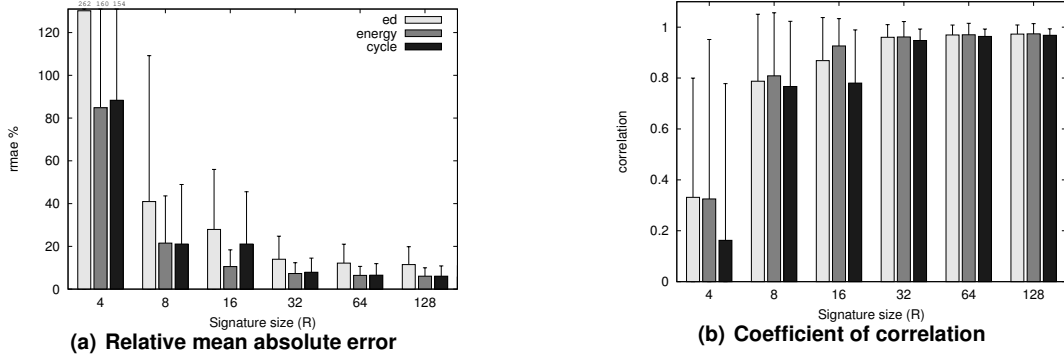 262 160 154
120
100
80
60
40
20
0
rmae %
ed
energy
cycle
4 8 16 32 64 128
Signature size (R)
(a) Relative mean absolute error
1
0.8
0.6
0.4
0.2
0
correlation
4 8 16 32 64 128
Signature size (R)
(b) Coefficient of correlation